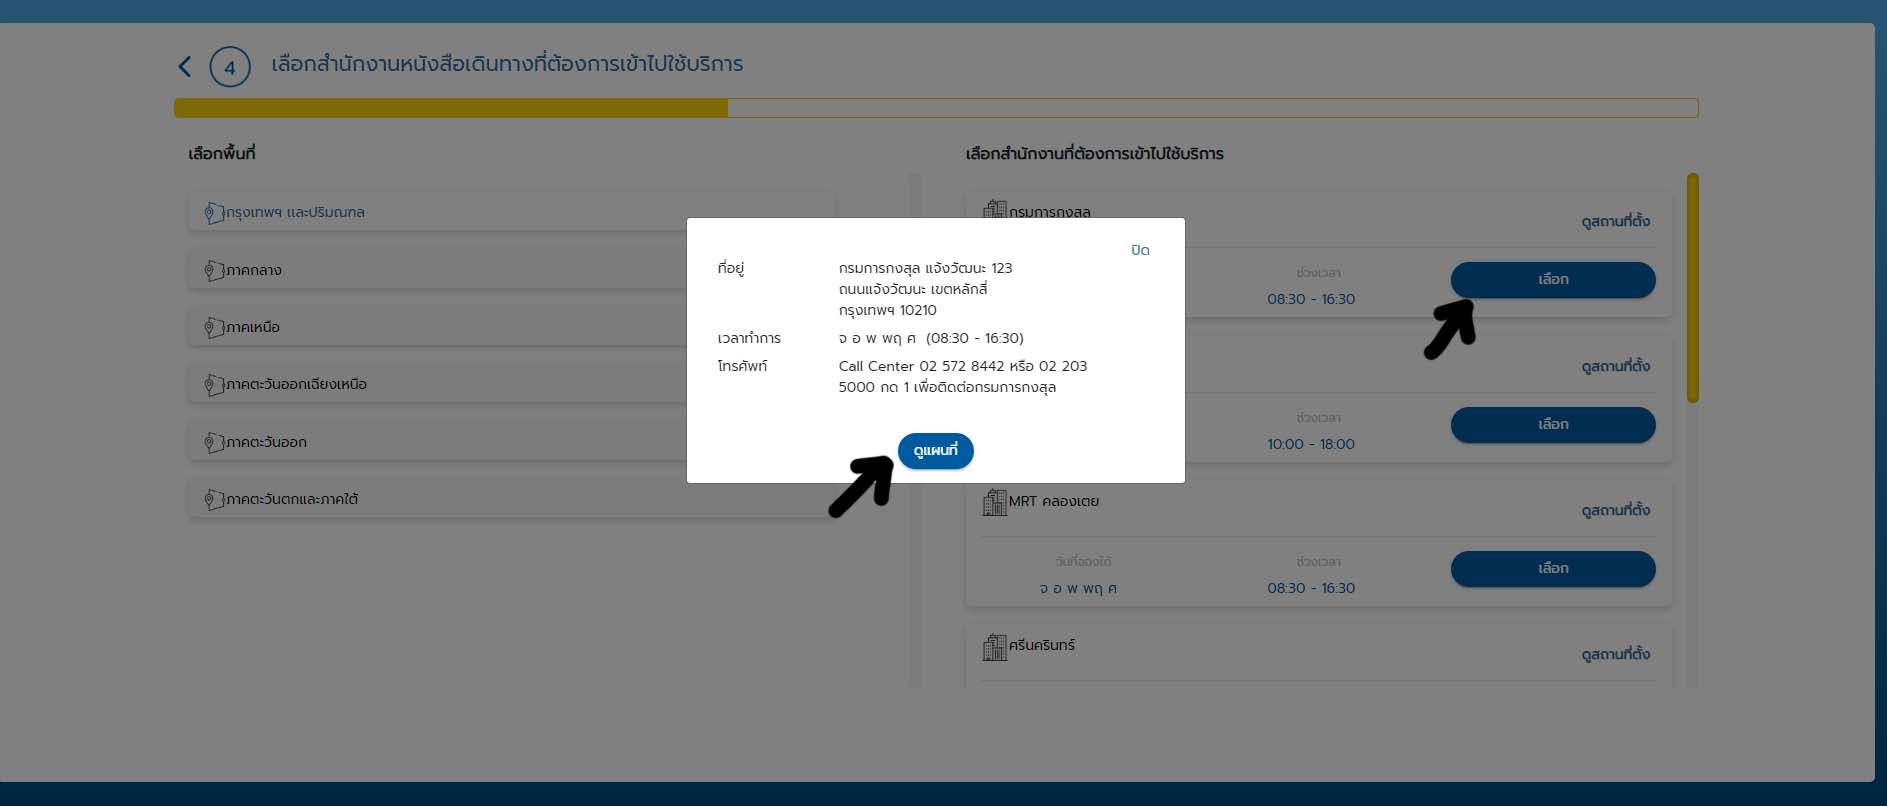 4
เลือกสำนักงานหนังสือเดินทางที่ต้องการเข้าไปใช้บริการ
เลือกพื้นที่
กรุงเทพฯ และปริมณฑล
ภาคกลาง
ภาคเหนือ
ภาคตะวันออกเฉียงเหนือ
ภาคตะวันออก
ภาคตะวันตกและภาคใต้
เลือกสำนักงานที่ต้องการเข้าไปใช้บริการ
กรมการกงสุล
ดูสถานที่ตั้ง
ช่วงเวลา
08:30 - 16:30
เลือก
ดูสถานที่ตั้ง
ช่วงเวลา
10:00 - 18:00
เลือก
MRT คลองเตย
ดูสถานที่ตั้ง
วันที่จองได้
ช่วงเวลา
จ อ พ พฤ ศ
08:30 - 16:30
เลือก
ศรีนครินทร์
ดูสถานที่ตั้ง
ปิด
ที่อยู่ กรมการกงสุล แจ้งวัฒนะ 123
ถนนแจ้งวัฒนะ เขตหลักสี่
กรุงเทพฯ 10210
เวลาทำการ จ อ พ พฤ ศ (08:30 - 16:30)
โทรศัพท์ Call Center 02 572 8442 หรือ 02 203
5000 กด 1 เพื่อติดต่อกรมการกงสุล
ดูแผนที่